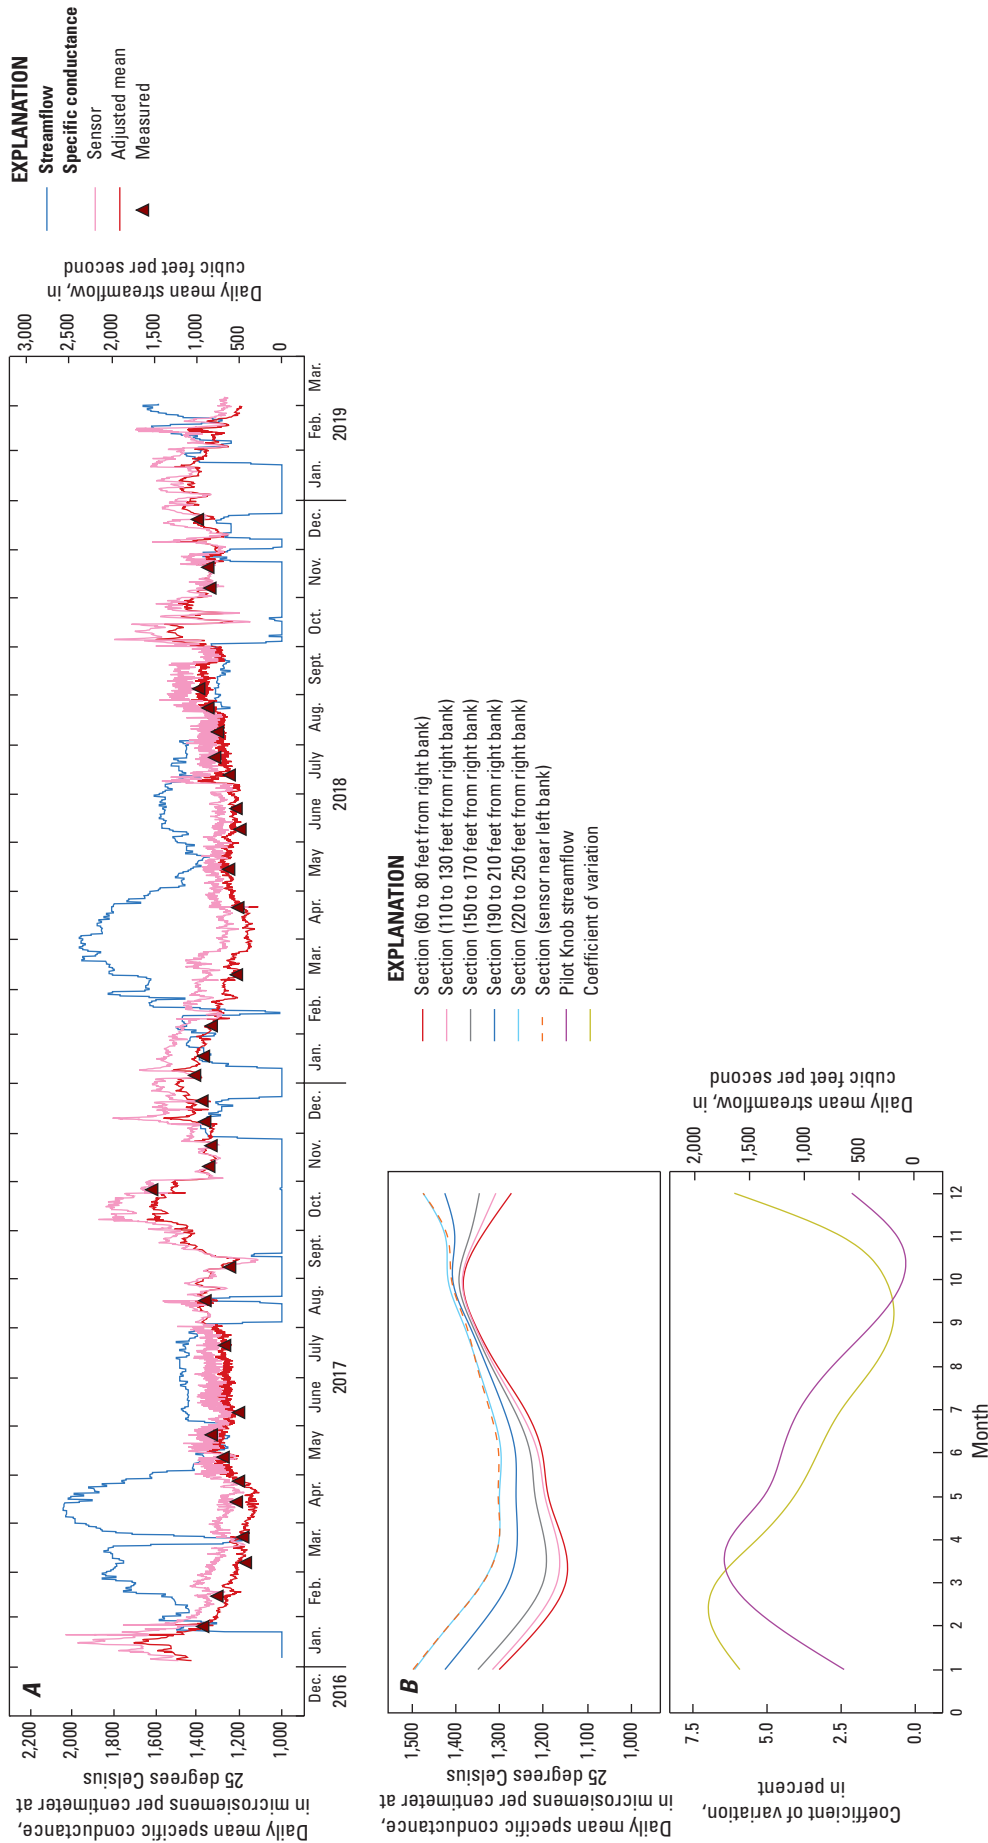 A
Daily mean specific conductance,
in microsiemens per centimeter at
25 degrees Celsius
2,200
2,000
1,800
1,600
1,400
1,200
1,000
Dec.
Jan.
Feb.
Mar.
Apr.
May
June
July
Aug.
Sept.
Oct.
Nov.
Dec.
Jan.
Feb.
Mar.
Apr.
May
June
July
Aug.
Sept.
Oct.
Nov.
Dec.
Jan.
Feb.
Mar.
2016
2017
2018
2019
3,000
2,500
2,000
1,500
1,000
500
0
Daily mean streamflow, in
cubic feet per second
EXPLANATION
Streamflow
Specific conductance
Sensor
Adjusted mean
Measured
B
Daily mean specific conductance,
in microsiemens per centimeter at
25 degrees Celsius
1,500
1,400
1,300
1,200
1,100
1,000
EXPLANATION
Section (60 to 80 feet from right bank)
Section (110 to 130 feet from right bank)
Section (150 to 170 feet from right bank)
Section (190 to 210 feet from right bank)
Section (220 to 250 feet from right bank)
Section (sensor near left bank)
Pilot Knob streamflow
Coefficient of variation
Coefficient of variation,
in percent
7.5
5.0
2.5
0.0
0
1
2
3
4
5
6
7
8
9
10
11
12
Month
2,000
1,500
1,000
500
0
Daily mean streamflow, in
cubic feet per second